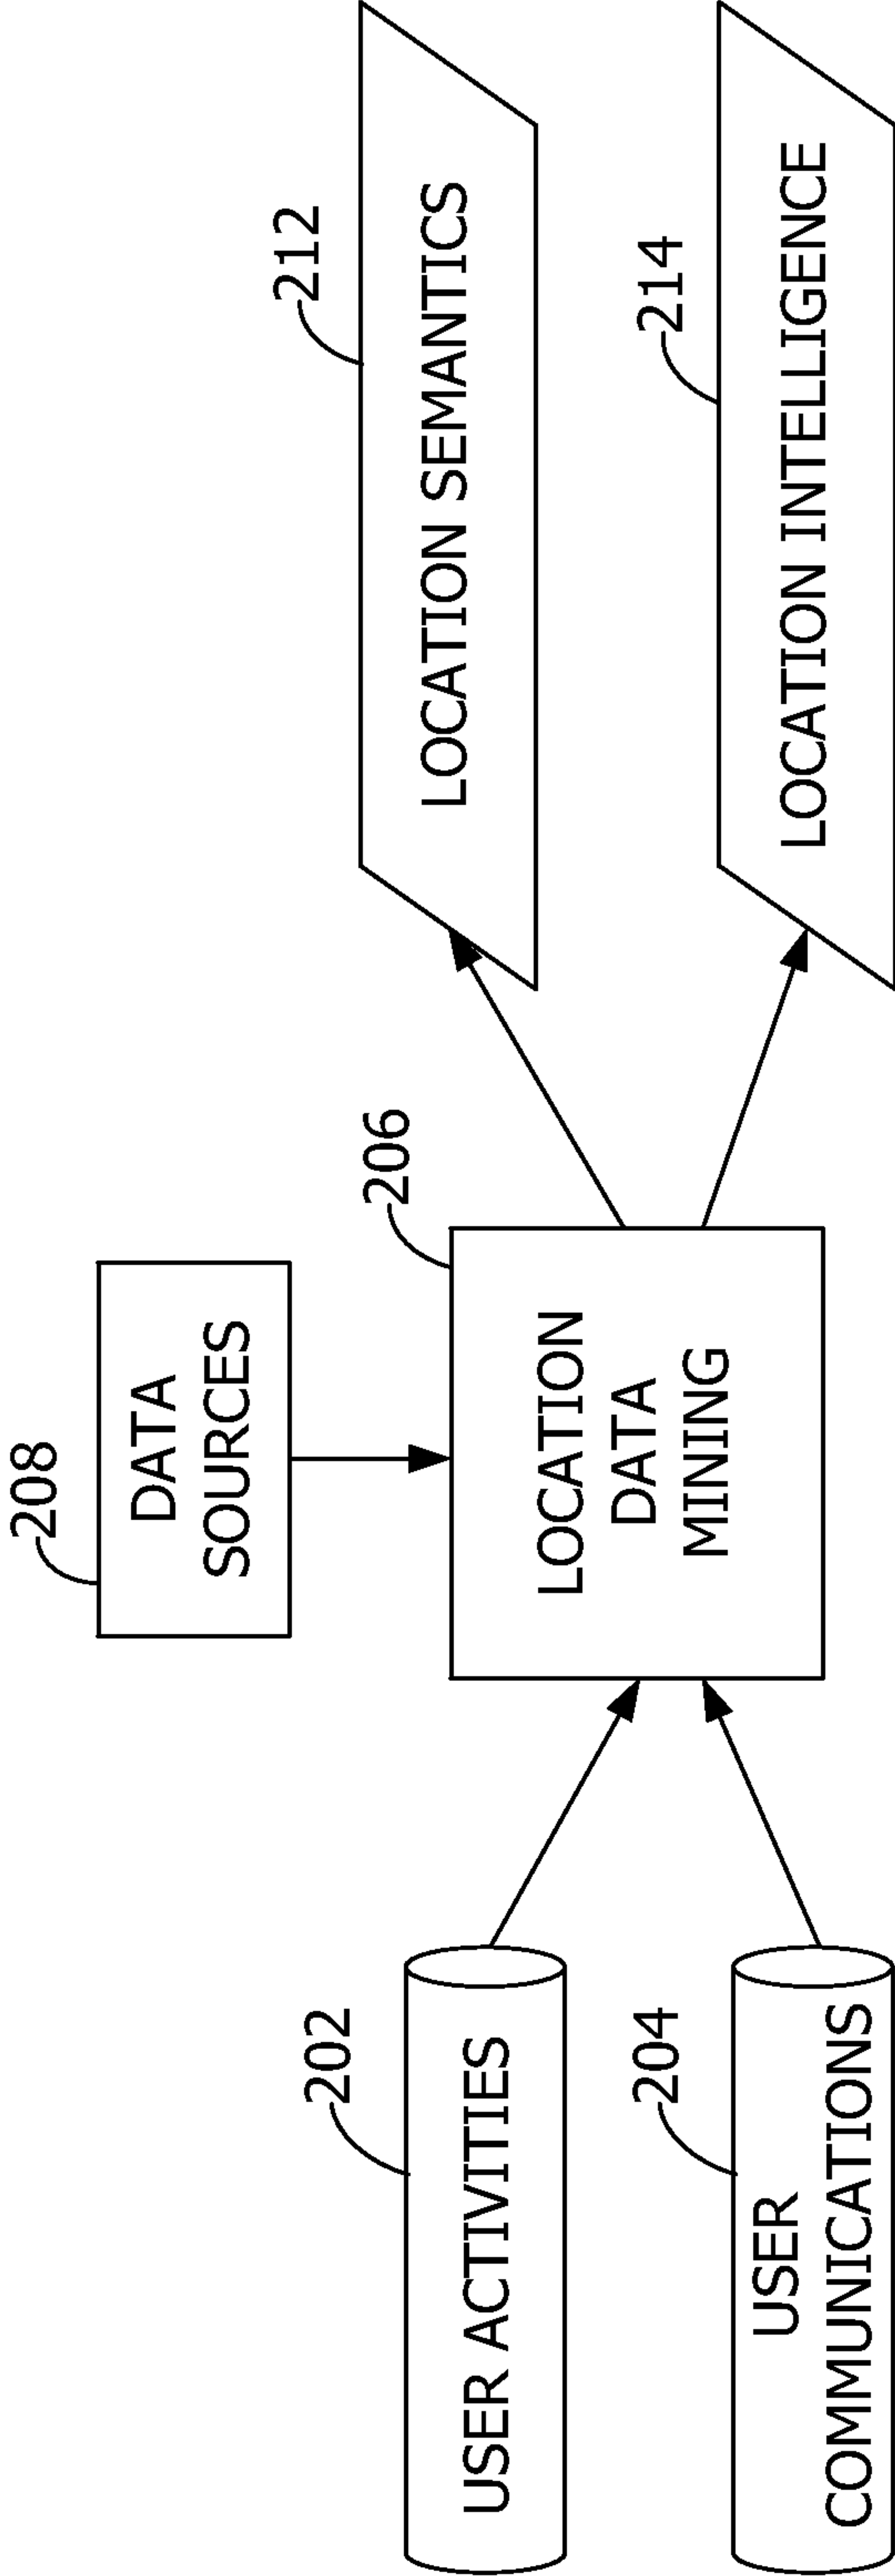 208
DATA
SOURCES
202
USER ACTIVITIES
206
LOCATION
DATA
MINING
212
LOCATION SEMANTICS
204
USER
COMMUNICATIONS
214
LOCATION INTELLIGENCE